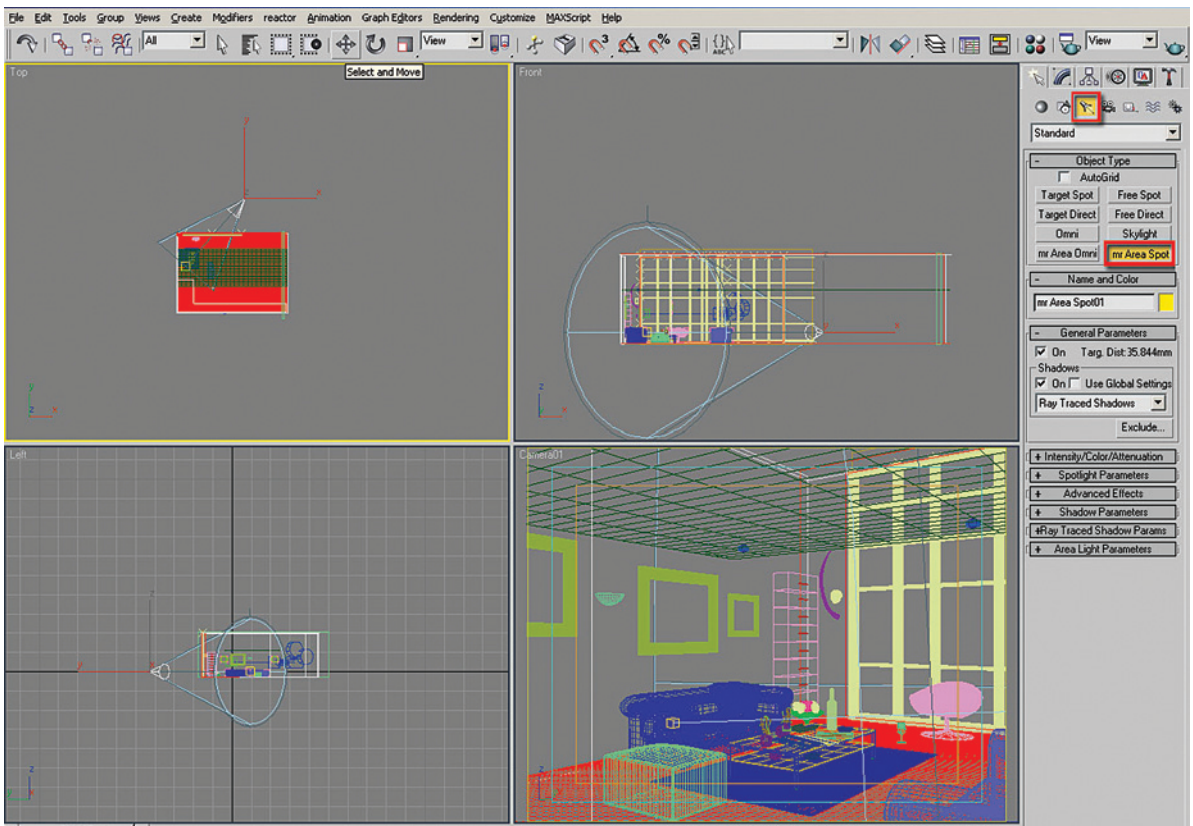 File Edit Tools Group Views Create Modifiers reactor Animation Graph Editors Rendering Customize MAXScript Help
All View View
Select and Move
Top
Front
y
x
x
Standard
- Object Type
AutoGrid
Target Spot Free Spot
Target Direct Free Direct
Omni Skylight
mr Area Omni mr Area Spot
- Name and Color
mr Area Spot01
- General Parameters
On Targ. Dist: 35.844mm
Shadows
On Use Global Settings
Ray Traced Shadows
Exclude...
+ Intensity/Color/Attenuation
+ Spotlight Parameters
+ Advanced Effects
+ Shadow Parameters
+Ray Traced Shadow Params
+ Area Light Parameters
y
z x
z
x
Left
Camera01
z
z
z